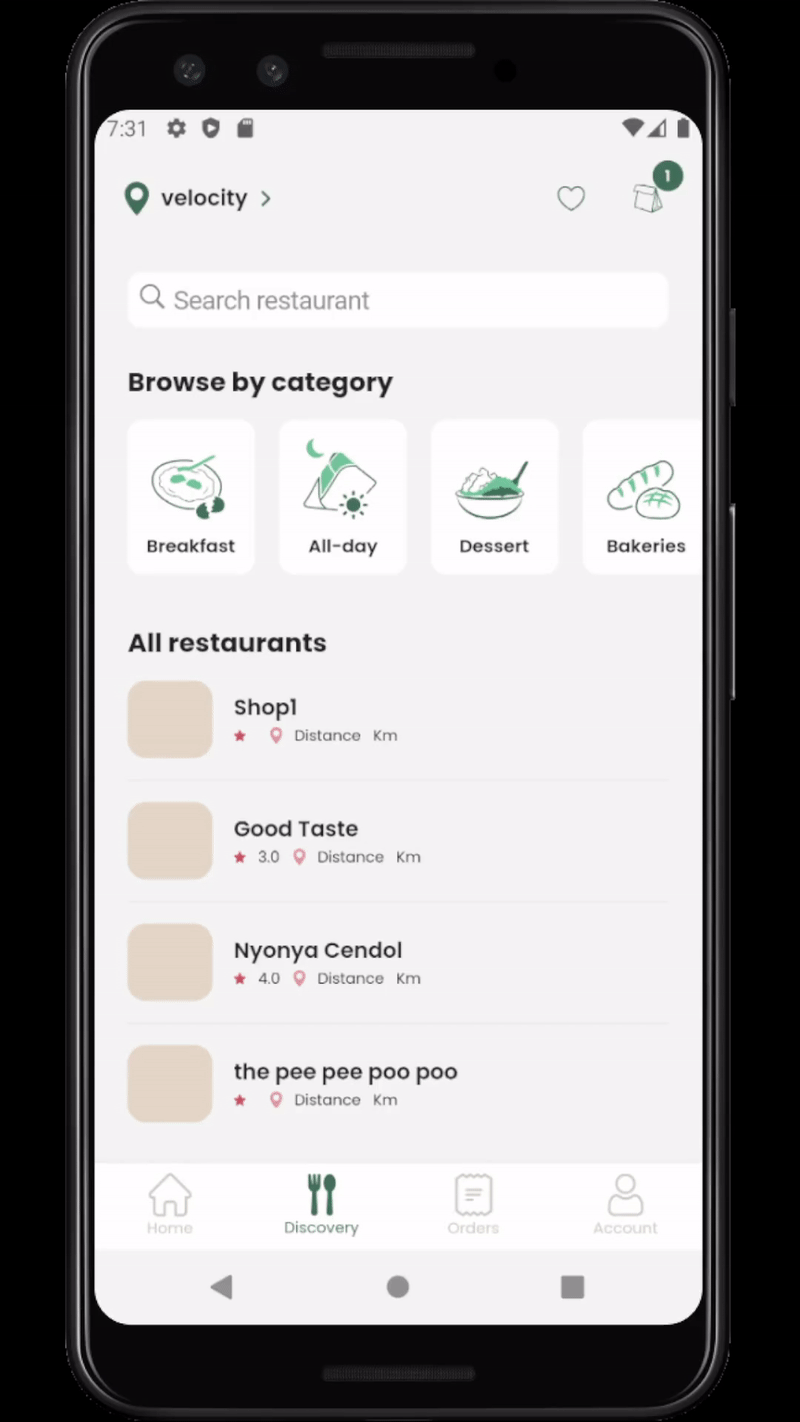 7:31
velocity
1
Search restaurant
Browse by category
Breakfast
All-day
Dessert
Bakeries
All restaurants
Shop1
Distance Km
Good Taste
3.0 Distance Km
Nyonya Cendol
4.0 Distance Km
the pee pee poo poo
Distance Km
Home
Discovery
Orders
Account